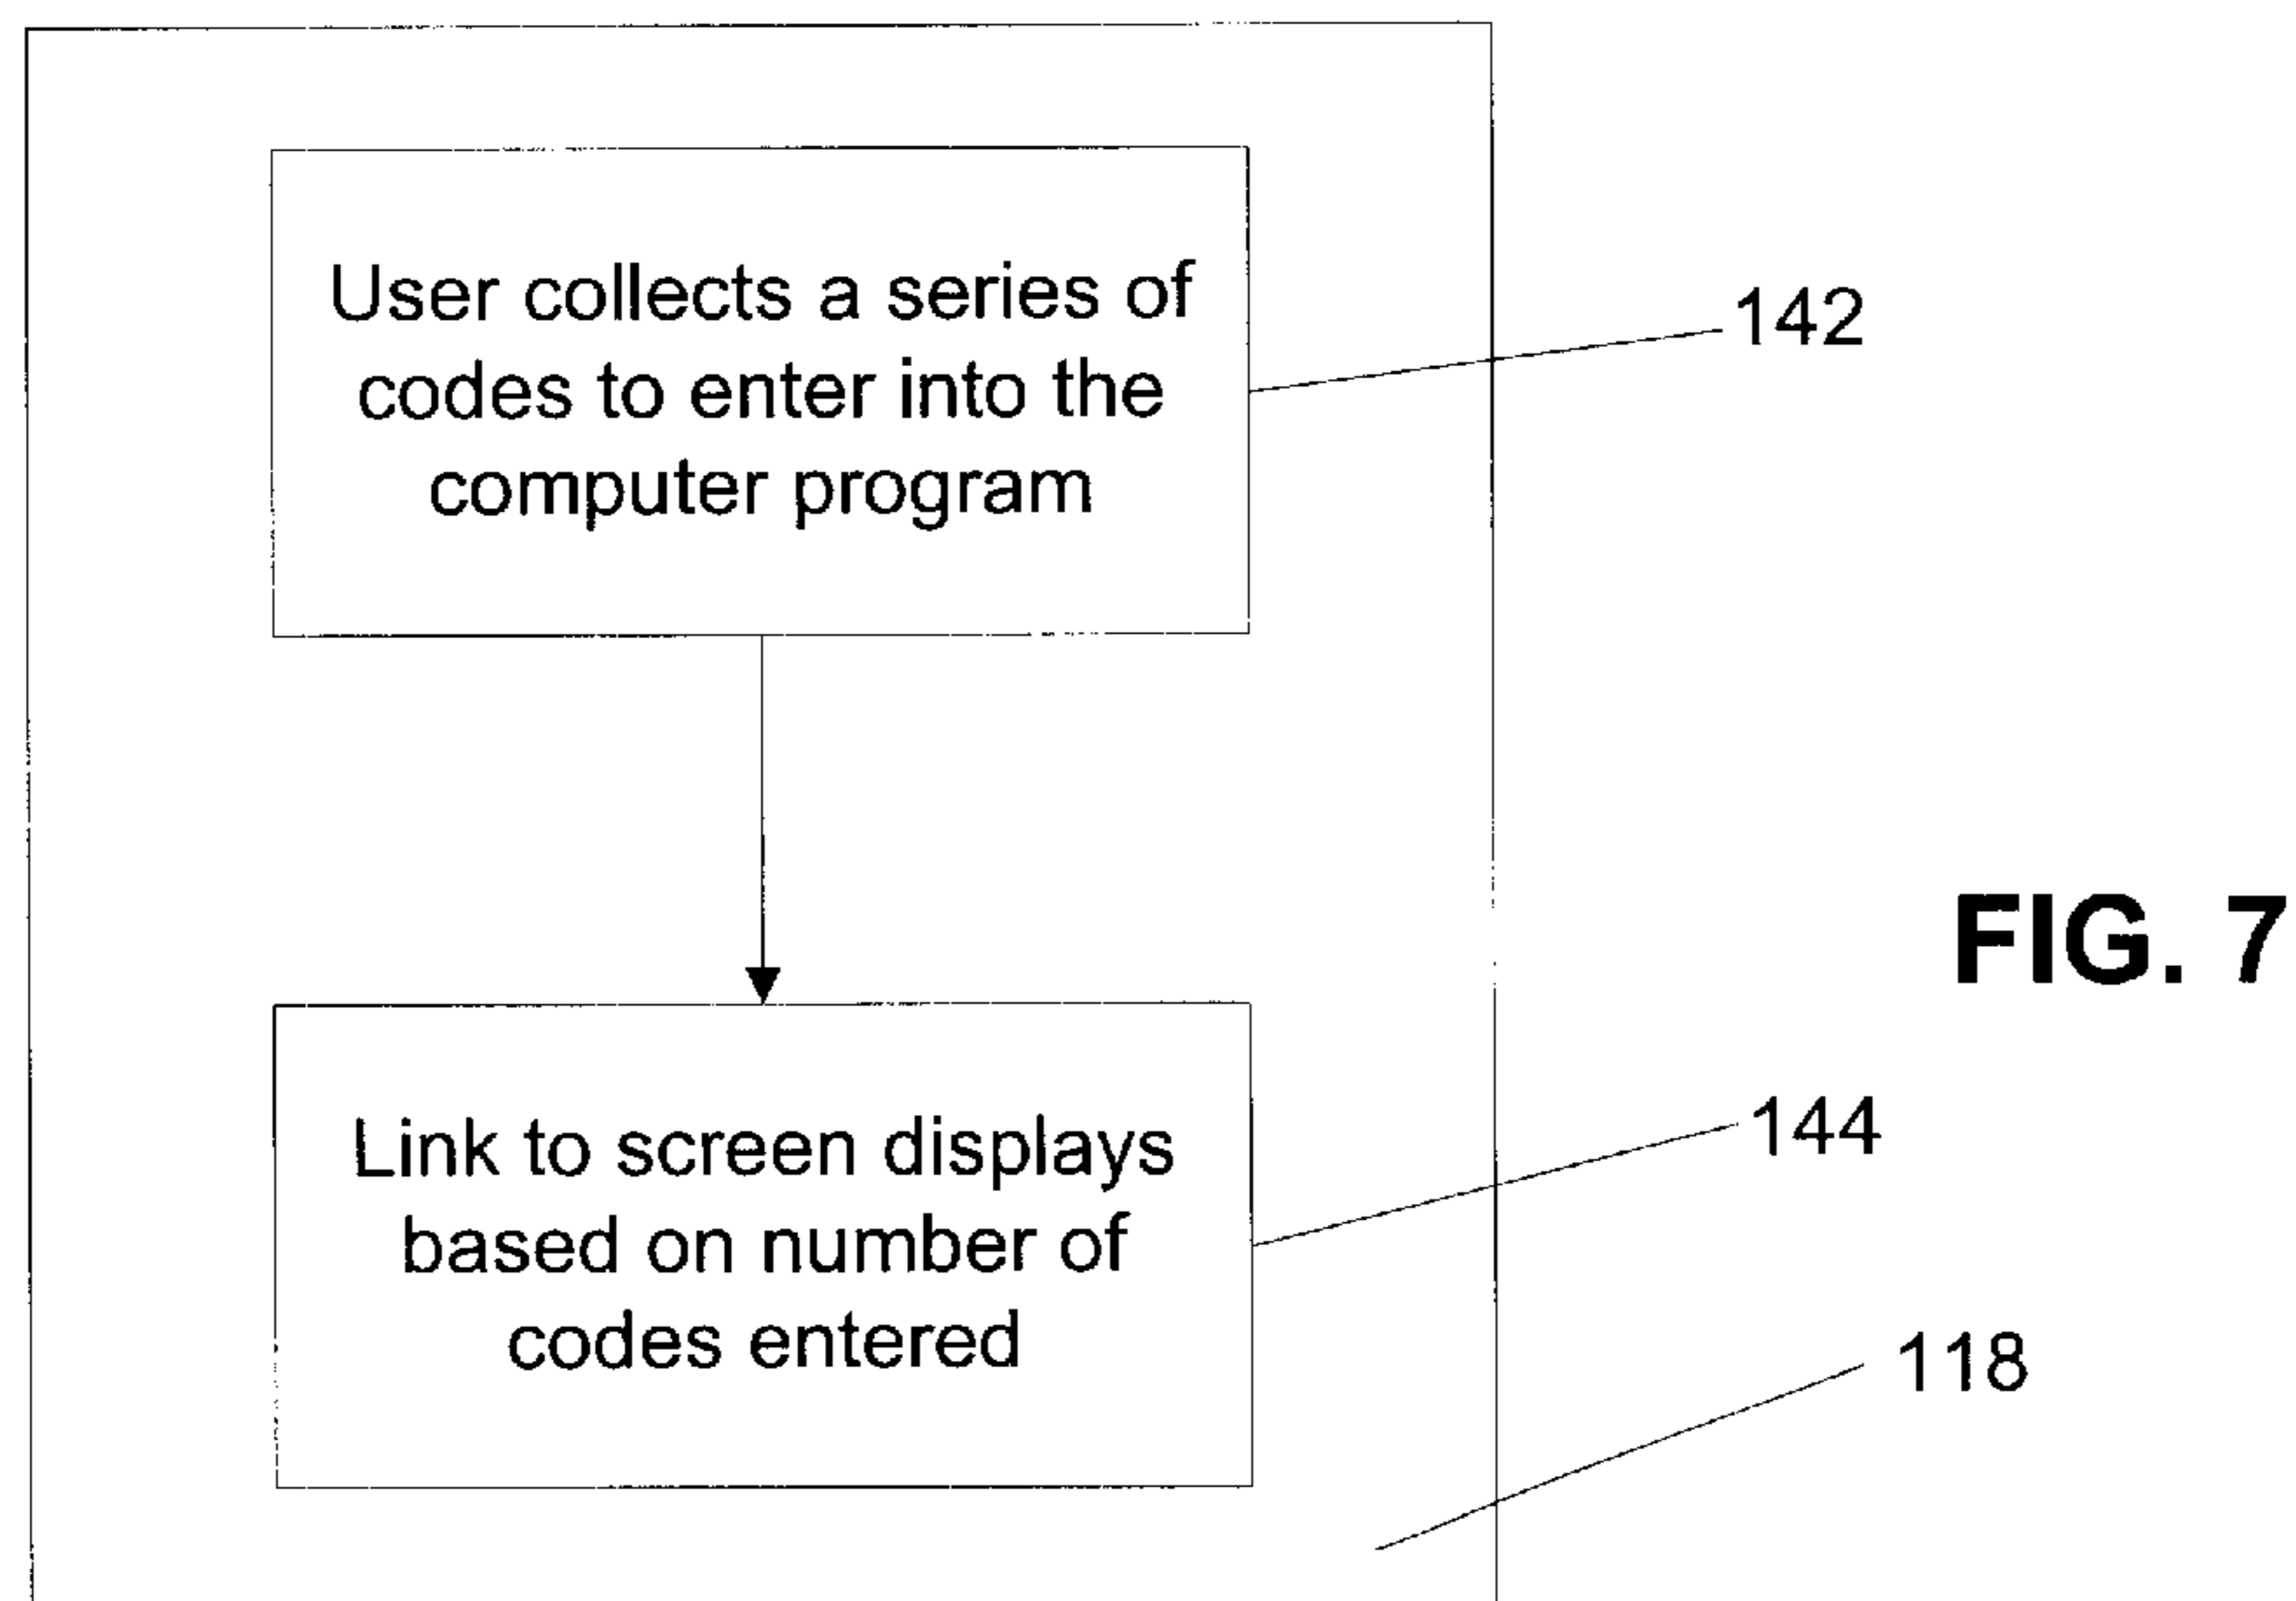 User collects a series of
codes to enter into the
computer program
142
FIG. 7
Link to screen displays
based on number of
codes entered
144
118